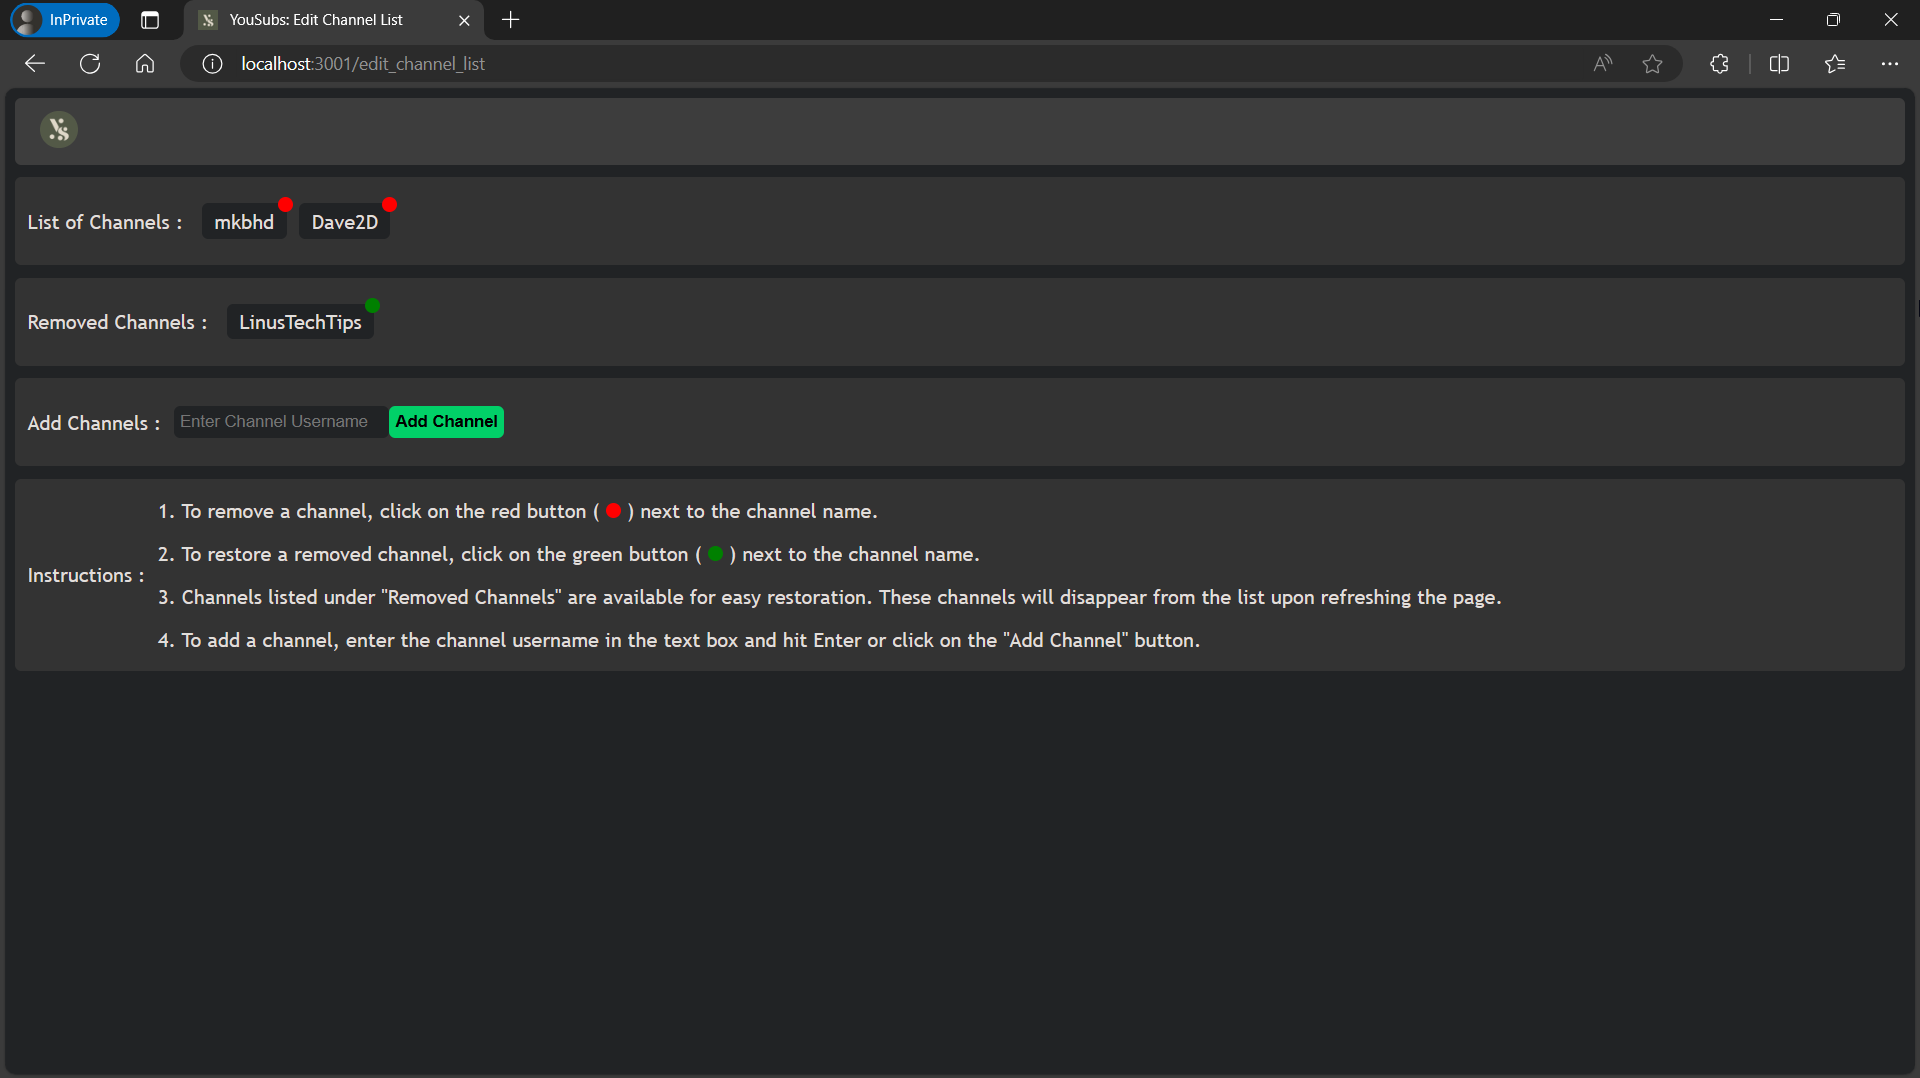 InPrivate
YouSubs: Edit Channel List
localhost:3001/edit_channel_list
List of Channels : mkbhd Dave2D
Removed Channels : LinusTechTips
Add Channels : Enter Channel Username Add Channel
Instructions :
1. To remove a channel, click on the red button ( ) next to the channel name.
2. To restore a removed channel, click on the green button ( ) next to the channel name.
3. Channels listed under "Removed Channels" are available for easy restoration. These channels will disappear from the list upon refreshing the page.
4. To add a channel, enter the channel username in the text box and hit Enter or click on the "Add Channel" button.